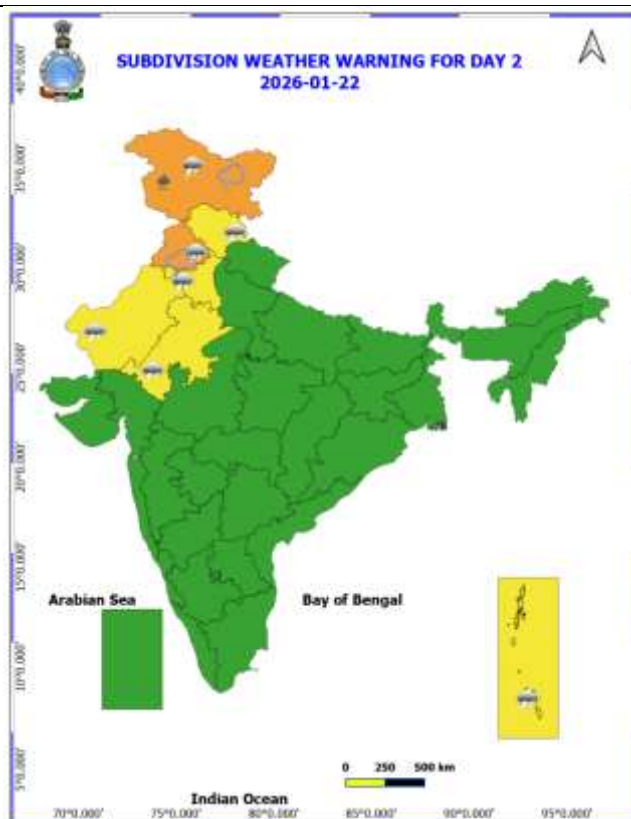 SUBDIVISION WEATHER WARNING FOR DAY 2
2026-01-22
40°0.000'
35°0.000'
30°0.000'
25°0.000'
20°0.000'
15°0.000'
10°0.000'
5°0.000'
Arabian Sea
Bay of Bengal
0 250 500 km
Indian Ocean
70°0.000' 75°0.000' 80°0.000' 85°0.000' 90°0.000' 95°0.000'